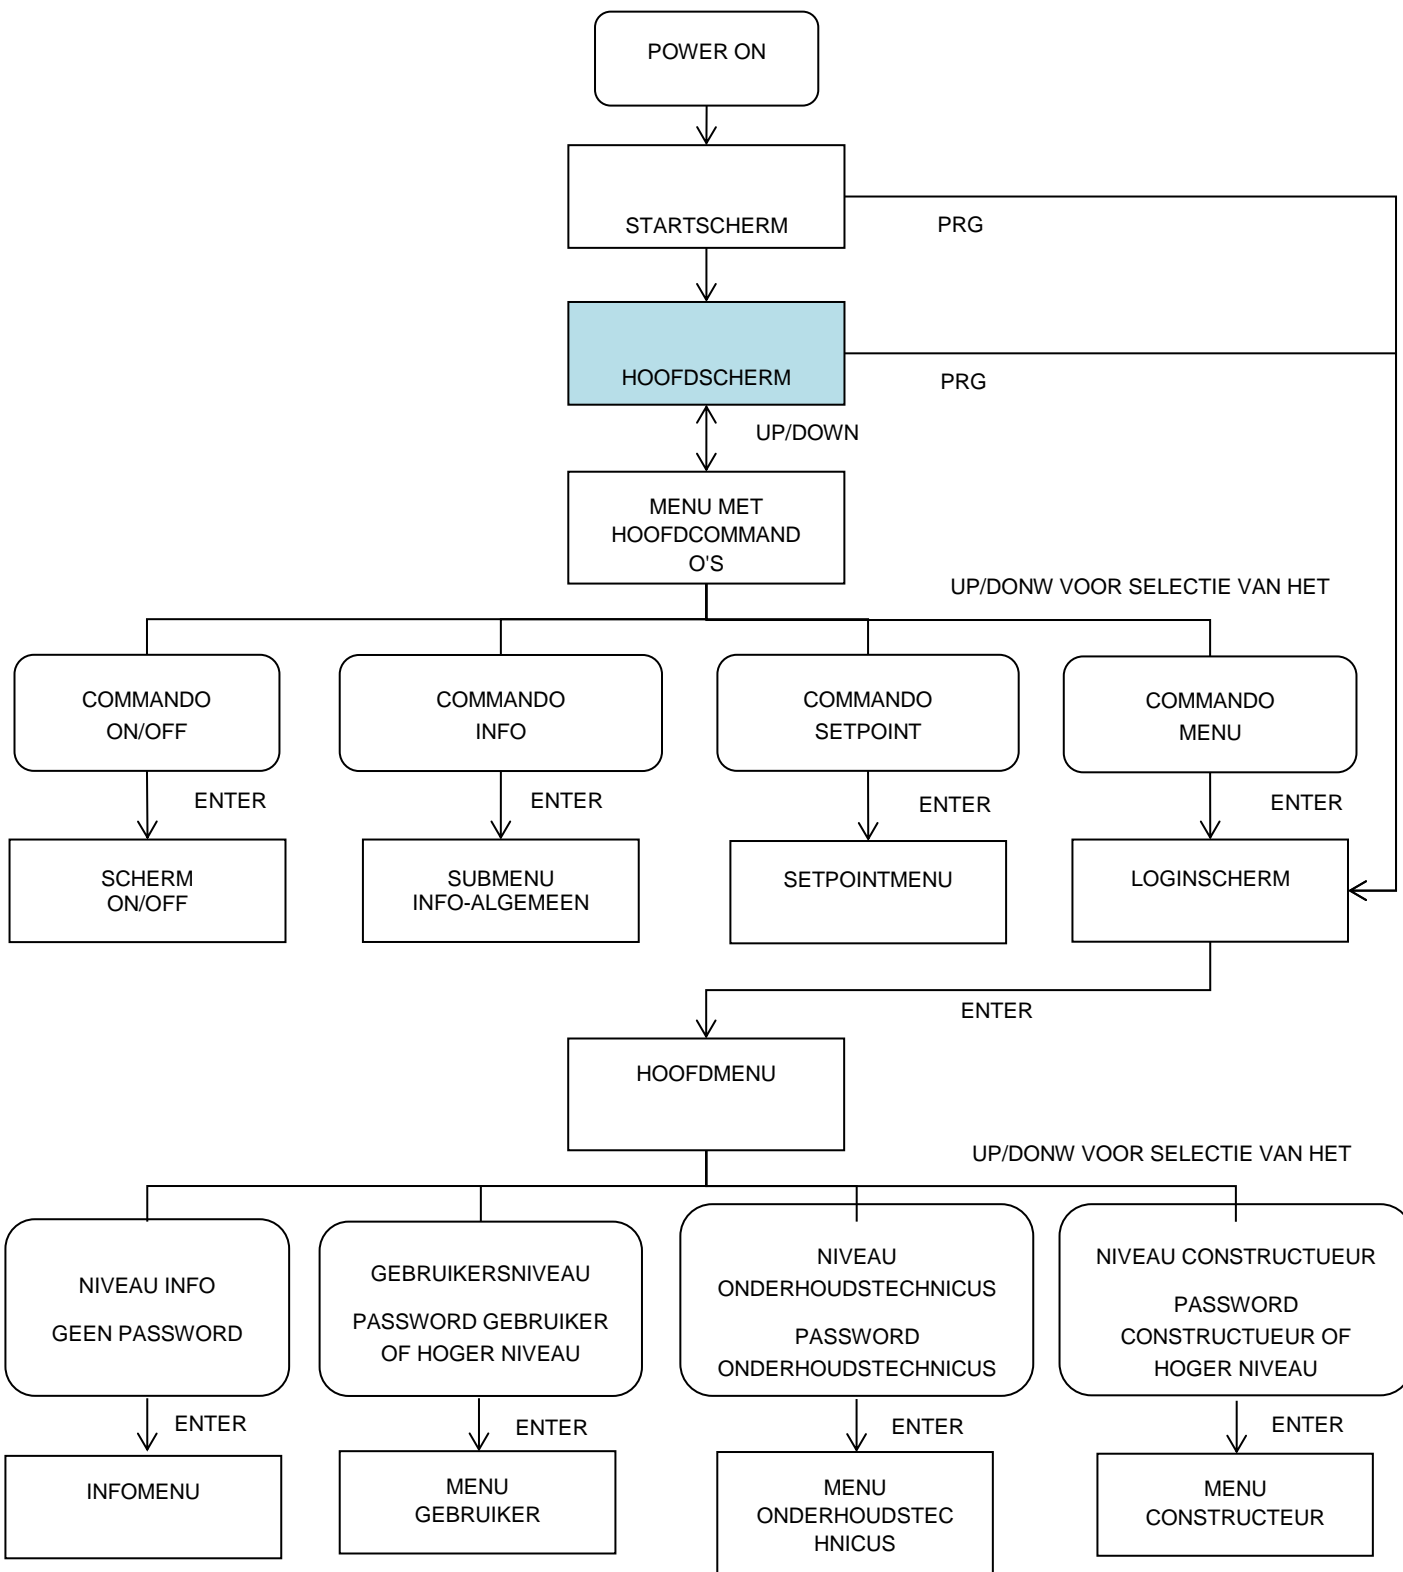 POWER ON
STARTSCHERM
PRG
HOOFDSCHERM
PRG
UP/DOWN
MENU MET
HOOFDCOMMAND
O'S
UP/DONW VOOR SELECTIE VAN HET
COMMANDO
ON/OFF
COMMANDO
INFO
COMMANDO
SETPOINT
COMMANDO
MENU
ENTER
ENTER
ENTER
ENTER
SCHERM
ON/OFF
SUBMENU
INFO-ALGEMEEN
SETPOINTMENU
LOGINSCHERM
ENTER
HOOFDMENU
UP/DONW VOOR SELECTIE VAN HET
NIVEAU INFO
GEEN PASSWORD
GEBRUIKERSNIVEAU
PASSWORD GEBRUIKER
OF HOGER NIVEAU
NIVEAU
ONDERHOUDSTECHNICUS
PASSWORD
ONDERHOUDSTECHNICUS
NIVEAU CONSTRUCTUEUR
PASSWORD
CONSTRUCTUEUR OF
HOGER NIVEAU
ENTER
ENTER
ENTER
ENTER
INFOMENU
MENU
GEBRUIKER
MENU
ONDERHOUDSTEC
HNICUS
MENU
CONSTRUCTEUR